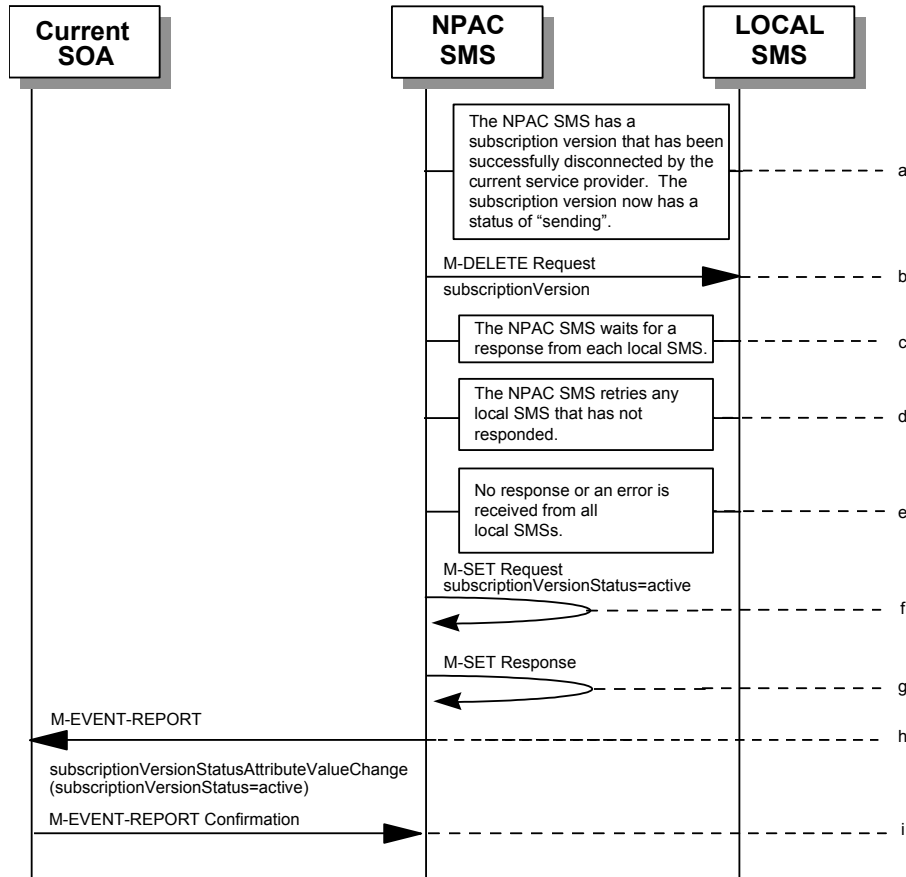 Current
SOA
NPAC
SMS
LOCAL
SMS
The NPAC SMS has a
subscription version that has been
successfully disconnected by the
current service provider. The
subscription version now has a
status of “sending”.
a
M-DELETE Request
subscriptionVersion
b
The NPAC SMS waits for a
response from each local SMS.
c
The NPAC SMS retries any
local SMS that has not
responded.
d
No response or an error is
received from all
local SMSs.
e
M-SET Request
subscriptionVersionStatus=active
f
M-SET Response
g
M-EVENT-REPORT
h
subscriptionVersionStatusAttributeValueChange
(subscriptionVersionStatus=active)
M-EVENT-REPORT Confirmation
i